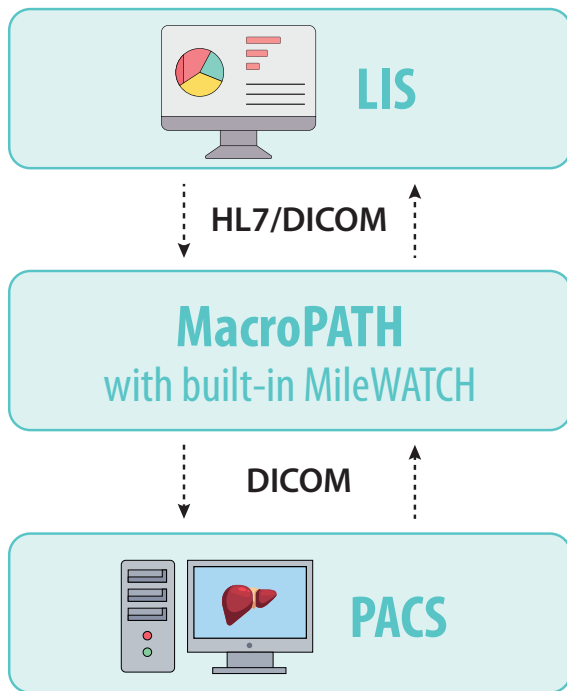 LIS
HL7/DICOM
MacroPATH
with built-in MileWATCH
DICOM
PACS